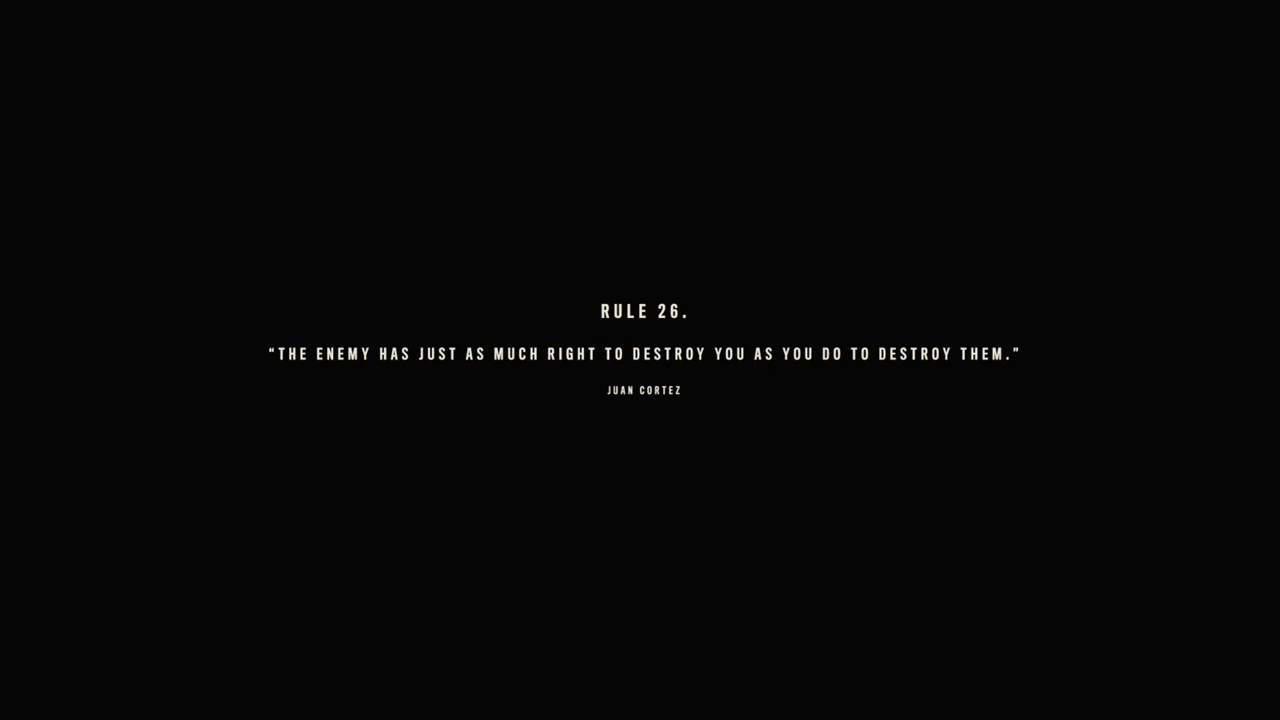 RULE 26.
“THE ENEMY HAS JUST AS MUCH RIGHT TO DESTROY YOU AS YOU DO TO DESTROY THEM.”
JUAN CORTEZ